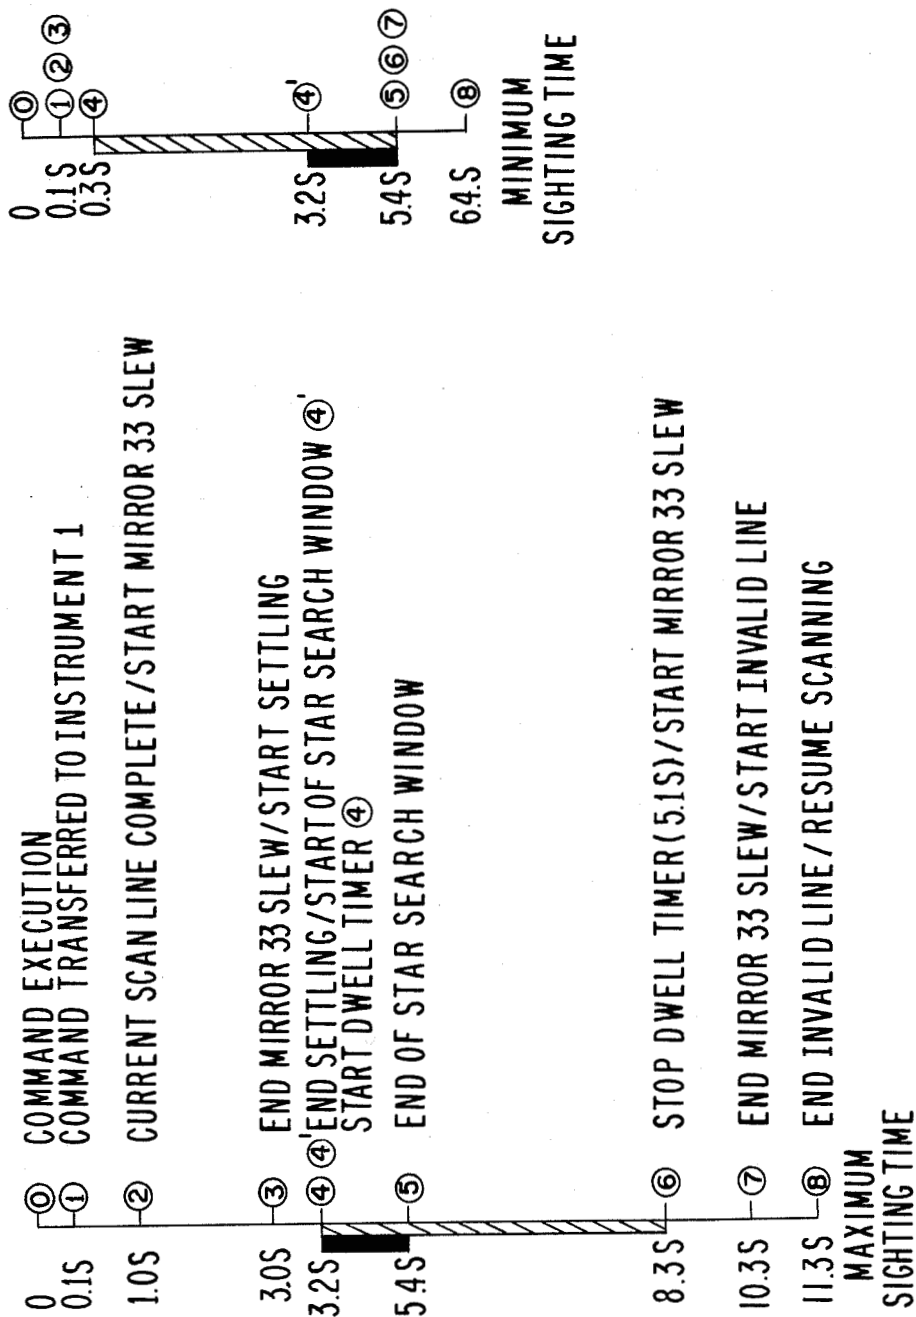 0 ⓪ COMMAND EXECUTION
0.1S ① COMMAND TRANSFERRED TO INSTRUMENT 1
1.0S ② CURRENT SCAN LINE COMPLETE/START MIRROR 33 SLEW
3.0S ③ END MIRROR 33 SLEW/START SETTLING
3.2S ④ ④' END SETTLING/START OF STAR SEARCH WINDOW ④'
START DWELL TIMER ④
5.4S ⑤ END OF STAR SEARCH WINDOW
8.3S ⑥ STOP DWELL TIMER(5.1S)/START MIRROR 33 SLEW
10.3S ⑦ END MIRROR 33 SLEW/START INVALID LINE
11.3S ⑧ END INVALID LINE/RESUME SCANNING
MAXIMUM
SIGHTING TIME
0 ⓪
0.1S ① ② ③
0.3S ④
3.2S ④'
5.4S ⑤ ⑥ ⑦
6.4.S ⑧
MINIMUM
SIGHTING TIME